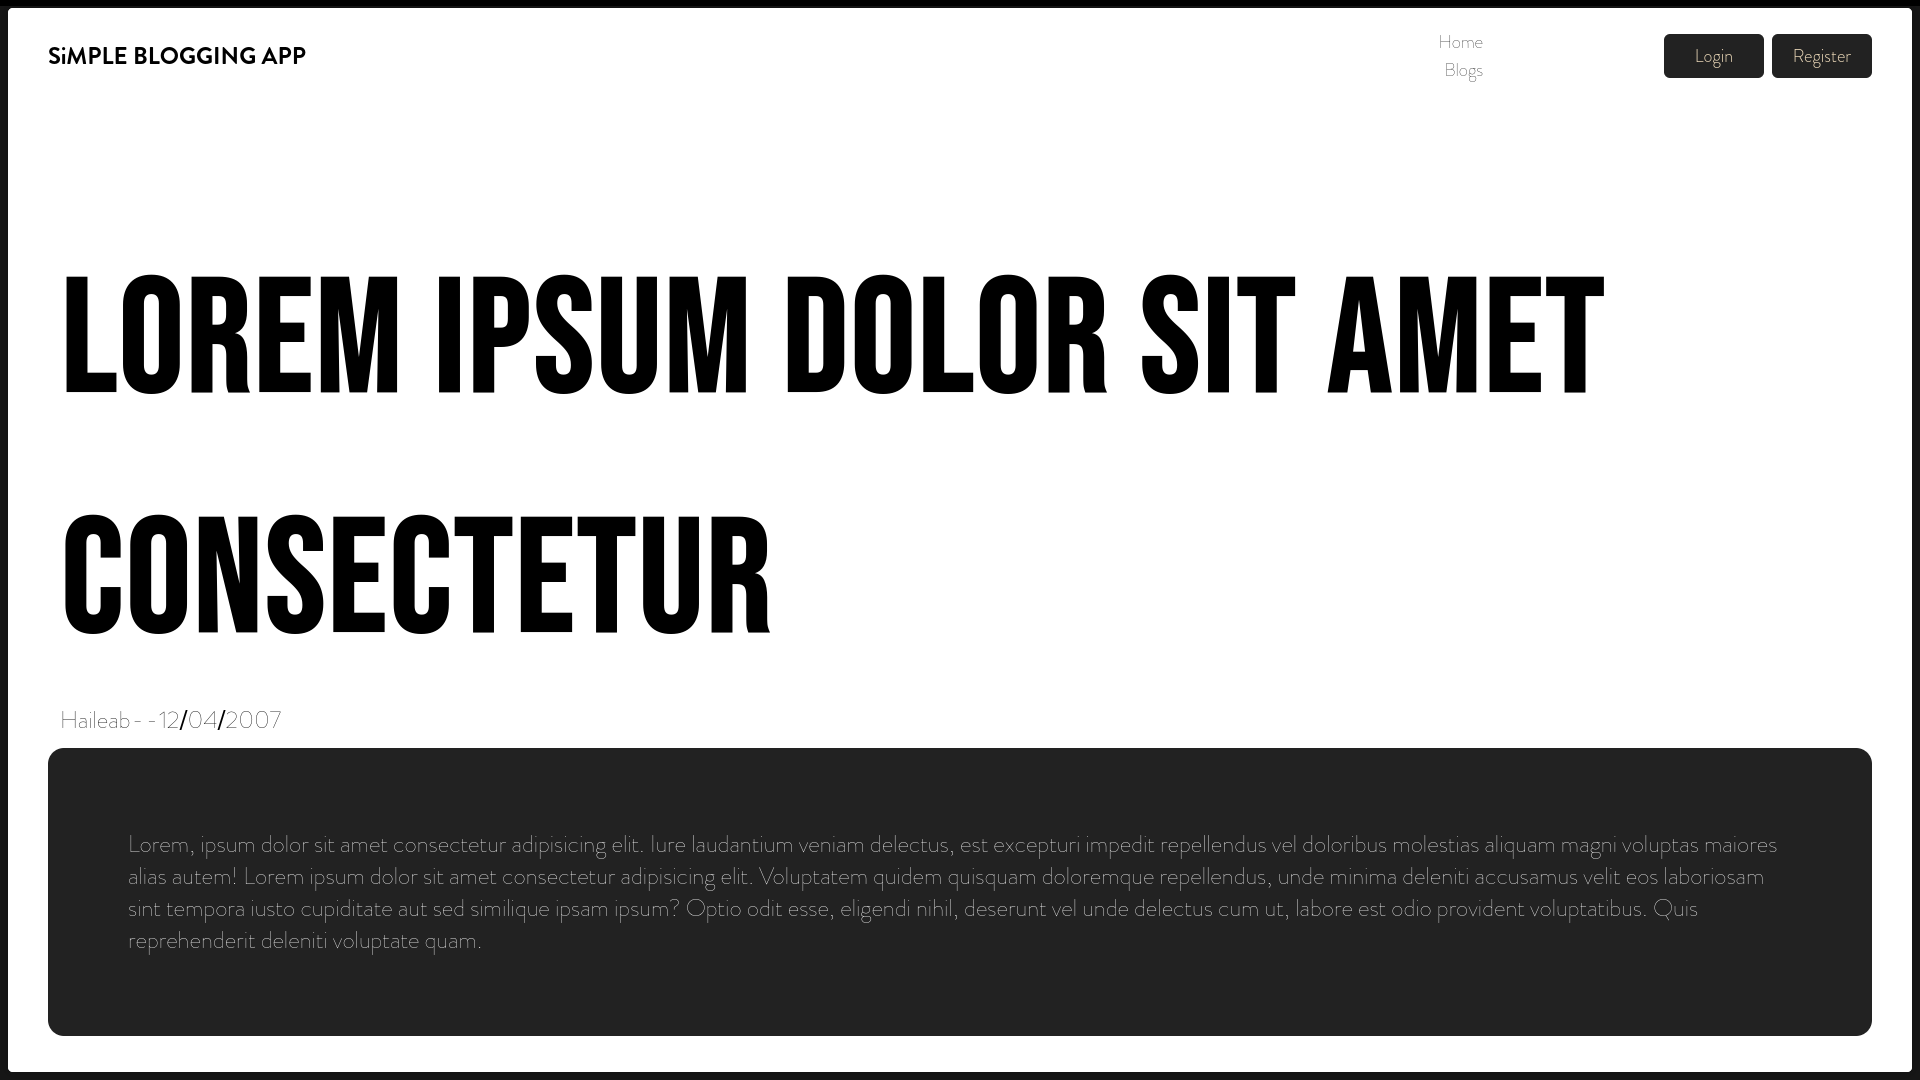 SiMPLE BLOGGING APP
Home
Blogs
Login
Register
LOREM IPSUM DOLOR SIT AMET
CONSECTETUR
Haileab - - 12/04/2007
Lorem, ipsum dolor sit amet consectetur adipisicing elit. Iure laudantium veniam delectus, est excepturi impedit repellendus vel doloribus molestias aliquam magni voluptas maiores
alias autem! Lorem ipsum dolor sit amet consectetur adipisicing elit. Voluptatem quidem quisquam doloremque repellendus, unde minima deleniti accusamus velit eos laboriosam
sint tempora iusto cupiditate aut sed similique ipsam ipsum? Optio odit esse, eligendi nihil, deserunt vel unde delectus cum ut, labore est odio provident voluptatibus. Quis
reprehenderit deleniti voluptate quam.